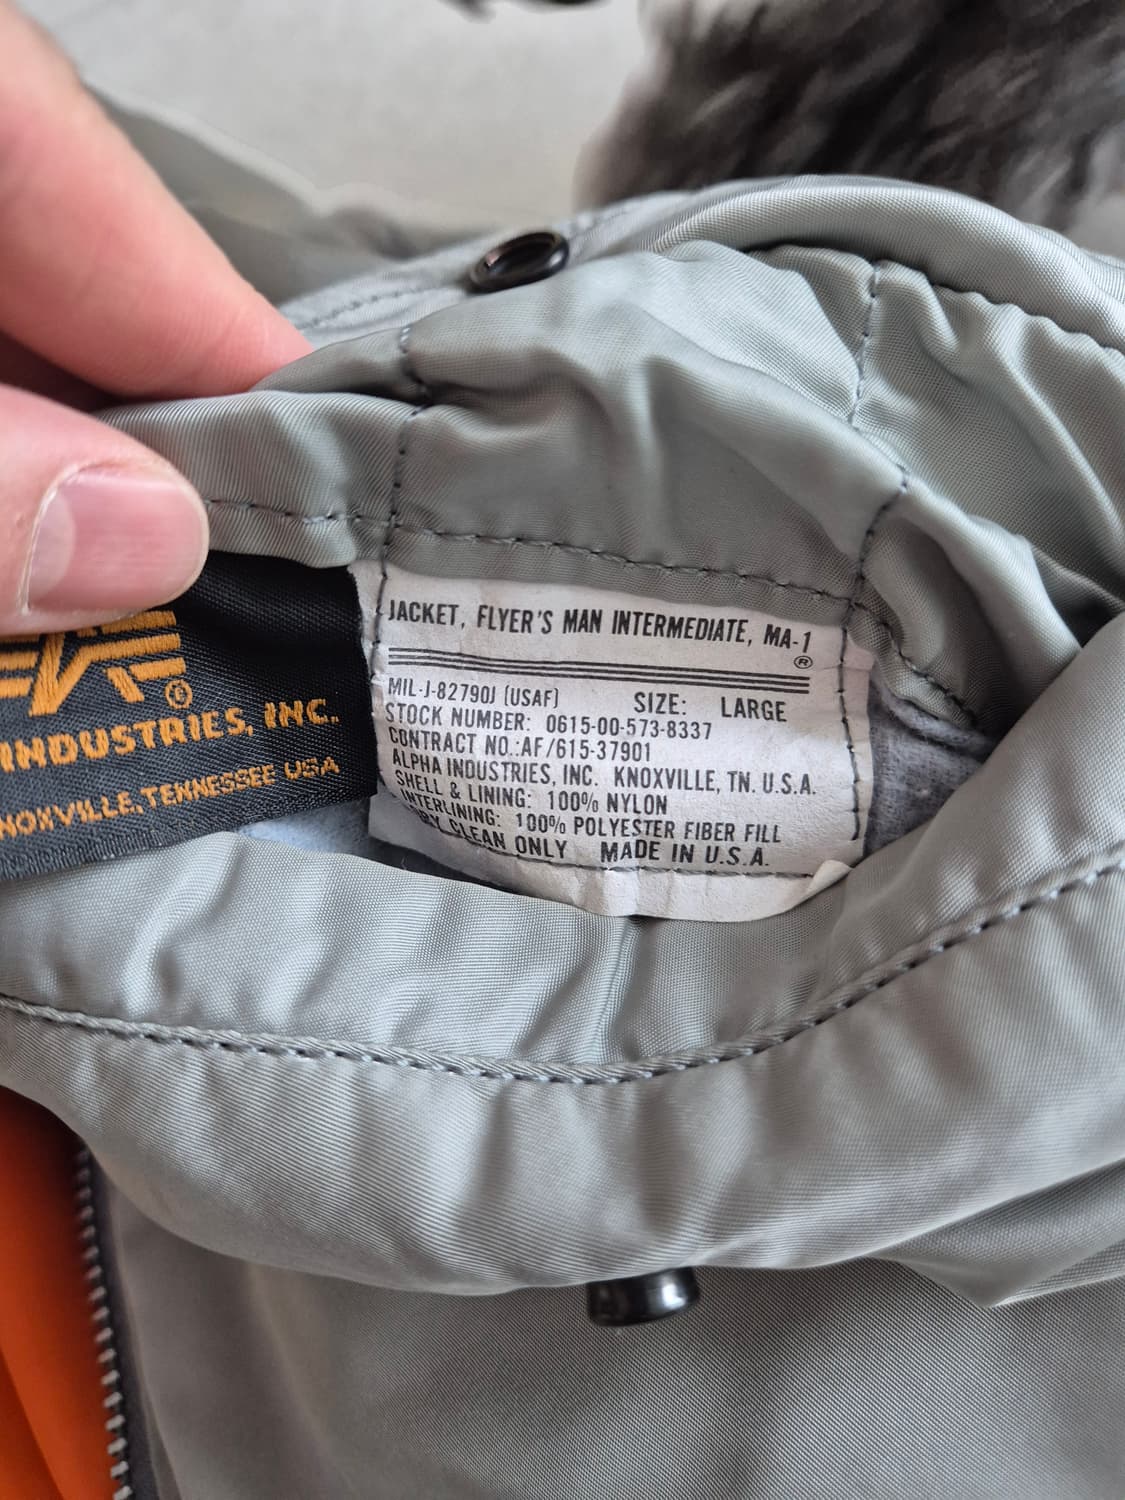 INDUSTRIES, INC.
KNOXVILLE, TENNESSEE USA
JACKET, FLYER'S MAN INTERMEDIATE, MA-1
®
MIL-J-82790J (USAF) SIZE: LARGE
STOCK NUMBER: 0615-00-573-8337
CONTRACT NO.:AF/615-37901
ALPHA INDUSTRIES, INC. KNOXVILLE, TN. U.S.A.
SHELL & LINING: 100% NYLON
INTERLINING: 100% POLYESTER FIBER FILL
DRY CLEAN ONLY MADE IN U.S.A.